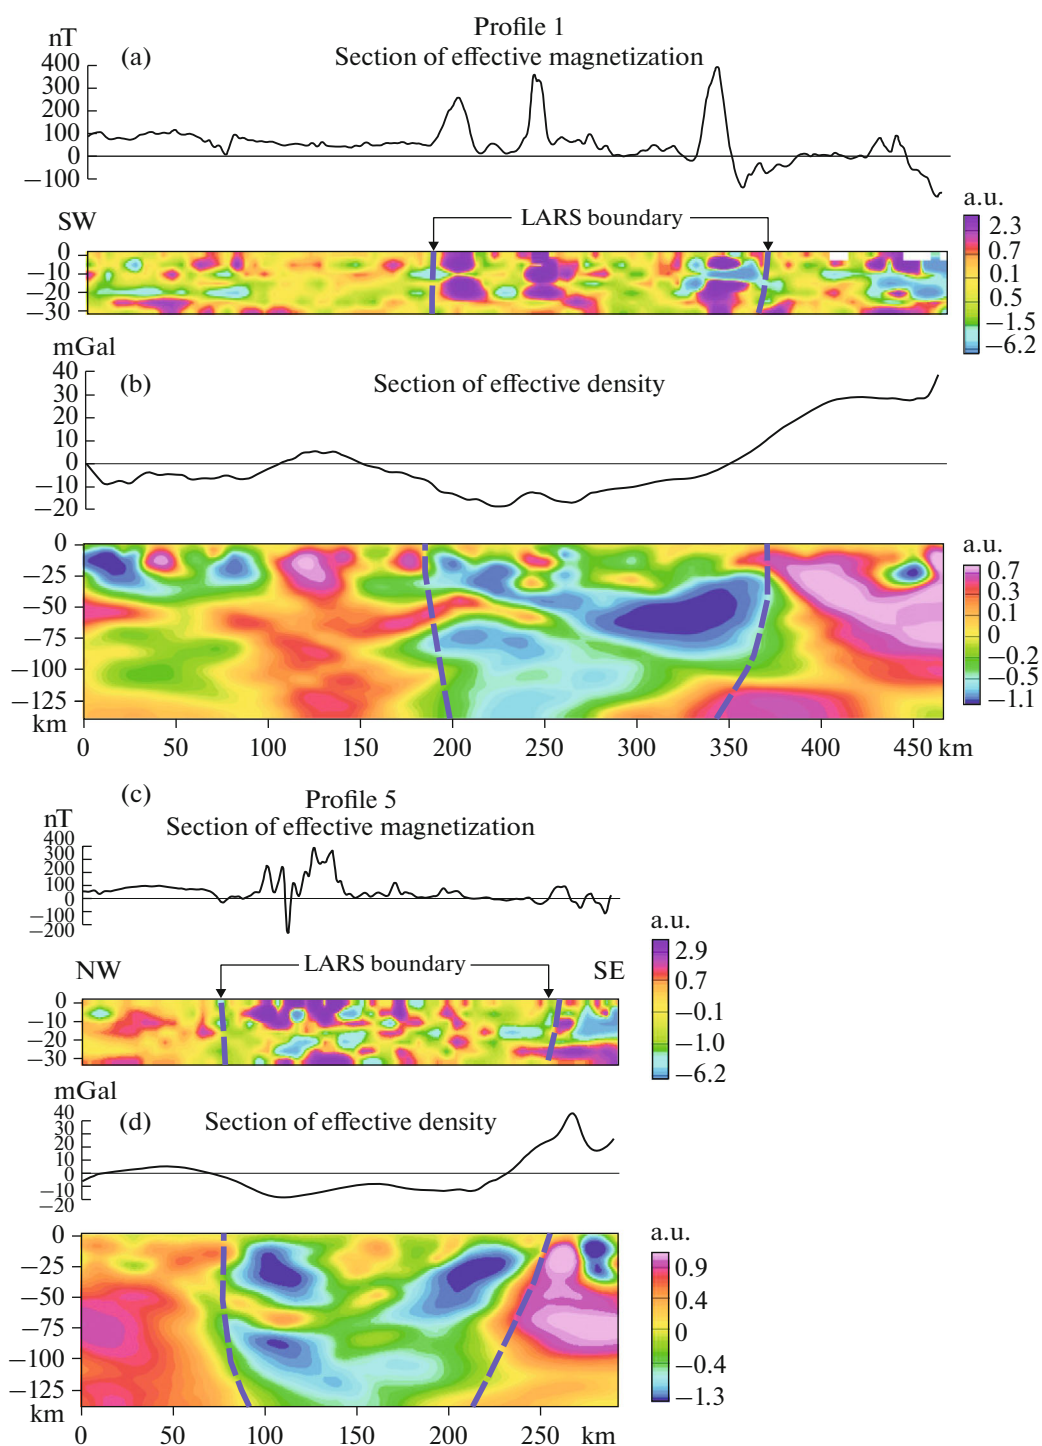 Profile 1
nT
(a)
Section of effective magnetization
400
300
200
100
0
−100
SW
LARS boundary
a.u.
0
−10
−20
−30
2.3
0.7
0.1
0.5
−1.5
−6.2
mGal
(b)
Section of effective density
40
30
20
10
0
−10
−20
a.u.
0
−25
−50
−75
−100
−125
km
0.7
0.3
0.1
0
−0.2
−0.5
−1.1
0 50 100 150 200 250 300 350 400 450 km
(c)
Profile 5
nT
Section of effective magnetization
400
300
100
0
−100
−200
a.u.
NW
LARS boundary
SE
0
−10
−20
−30
2.9
0.7
−0.1
−1.0
−6.2
mGal
(d)
Section of effective density
40
30
20
10
0
−10
−20
a.u.
0
−25
−50
−75
−100
−125
km
0.9
0.4
0
−0.4
−1.3
0 50 100 150 200 250 km